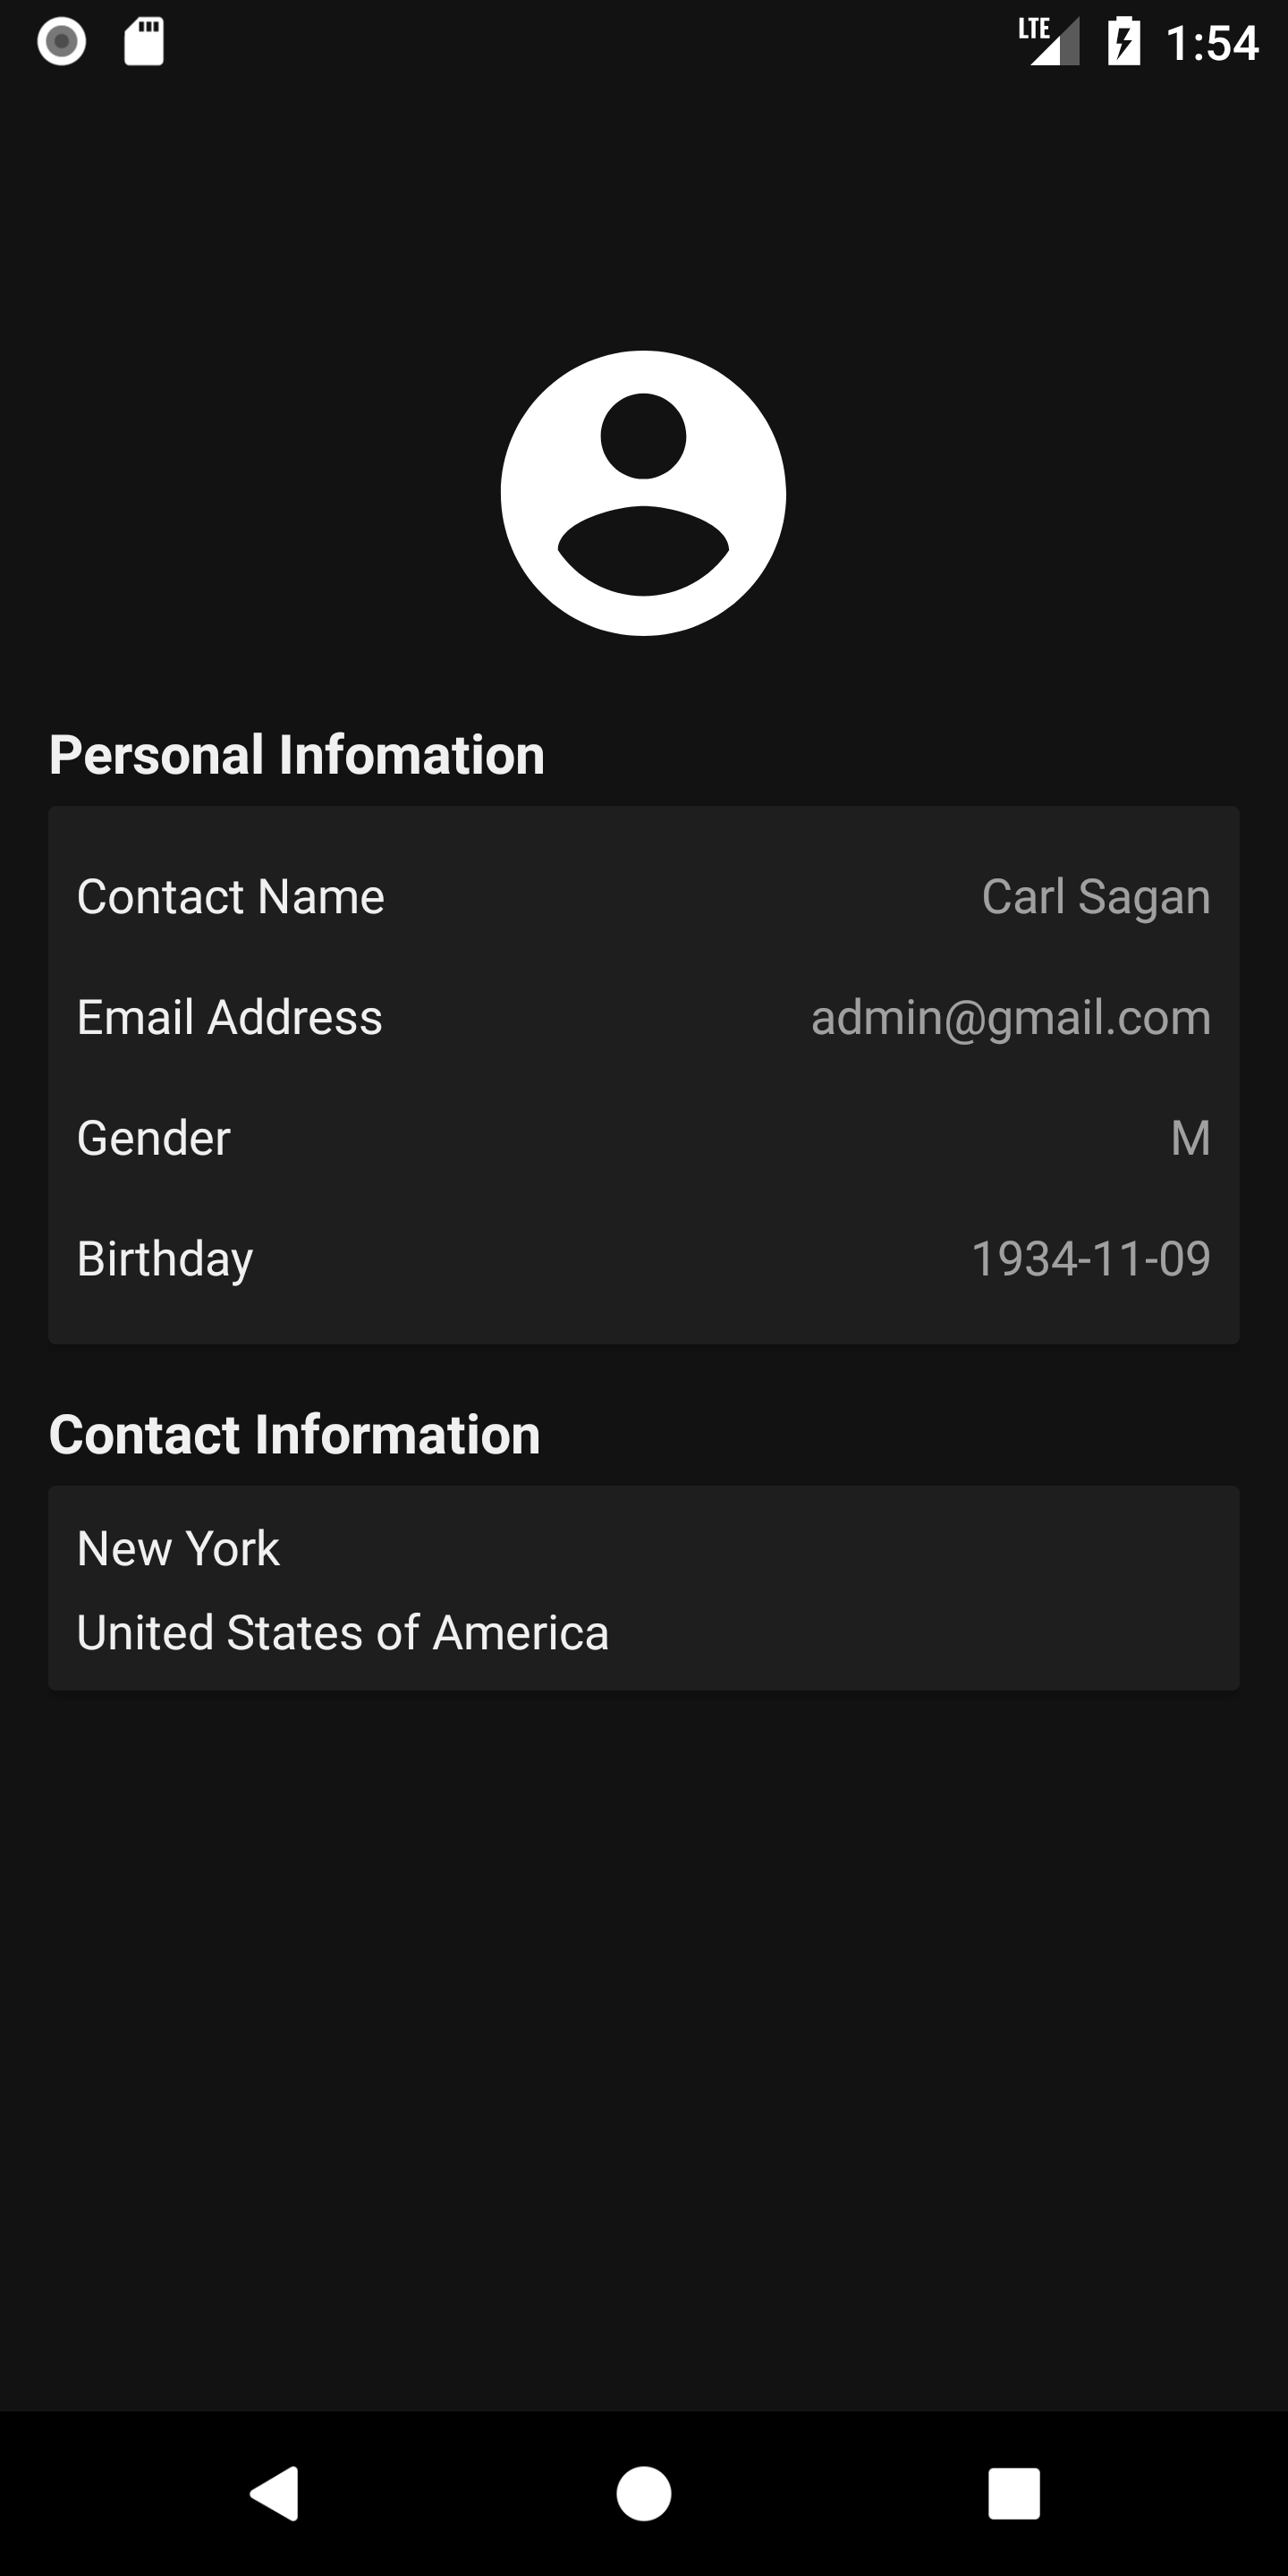 LTE 1:54
Personal Infomation
Contact Name Carl Sagan
Email Address admin@gmail.com
Gender M
Birthday 1934-11-09
Contact Information
New York
United States of America